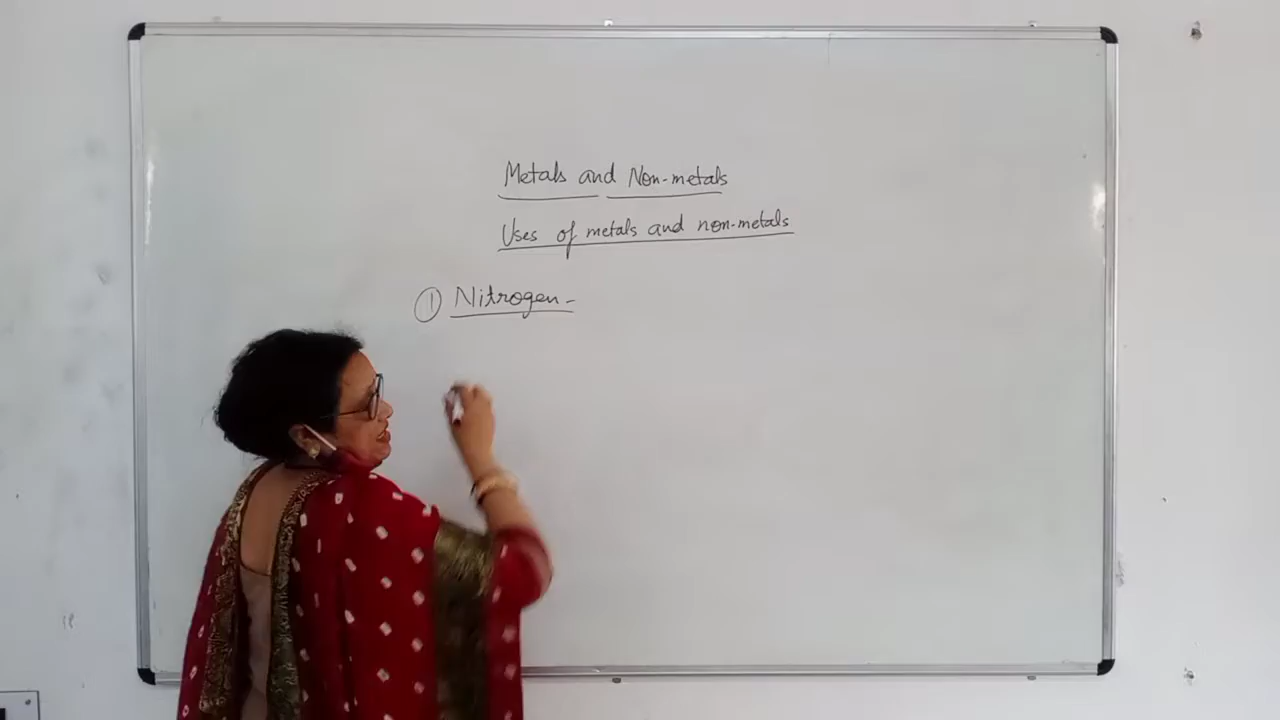 Metals and Non-metals
Uses of metals and non-metals
① Nitrogen-